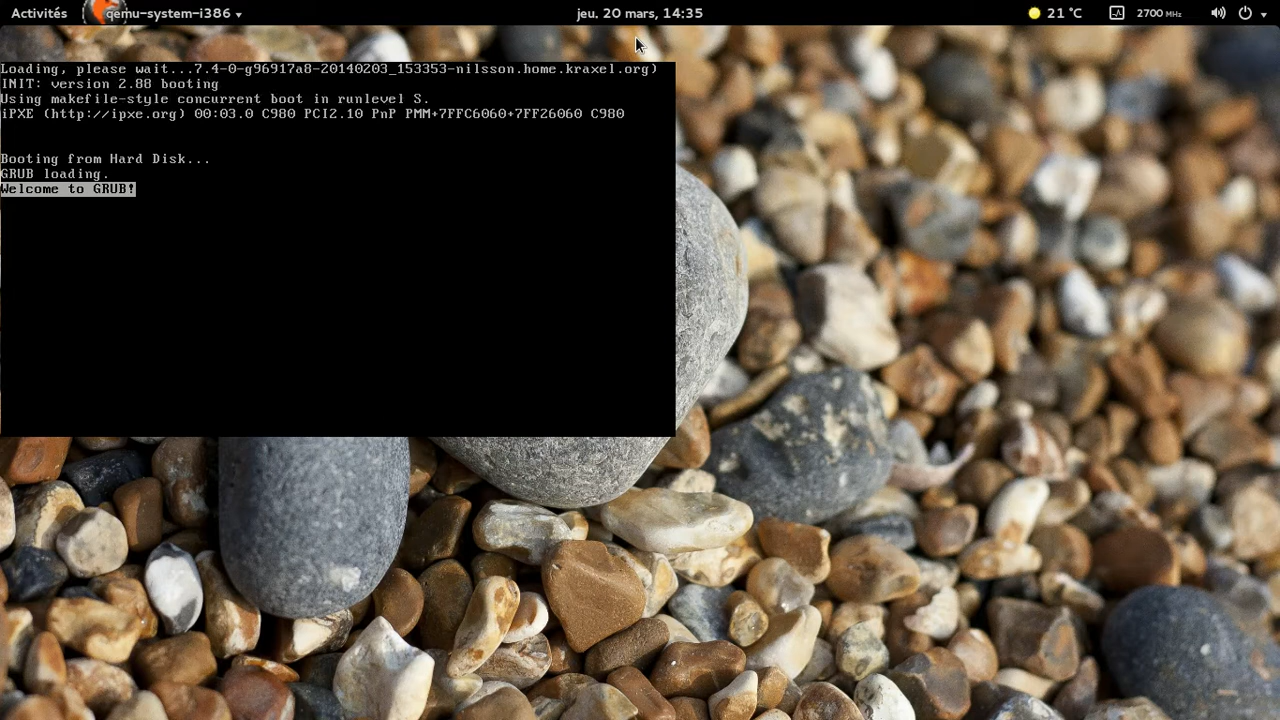 Activités qemu-system-i386 jeu. 20 mars, 14:35 21 °C 2700 MHz
Loading, please wait...7.4-0-g96917a8-20140203_153353-nilsson.home.kraxel.org)
INIT: version 2.88 booting
Using makefile-style concurrent boot in runlevel S.
iPXE (http://ipxe.org) 00:03.0 C980 PCI2.10 PnP PMM+7FFC6060+7FF26060 C980
Booting from Hard Disk...
GRUB loading.
Welcome to GRUB!